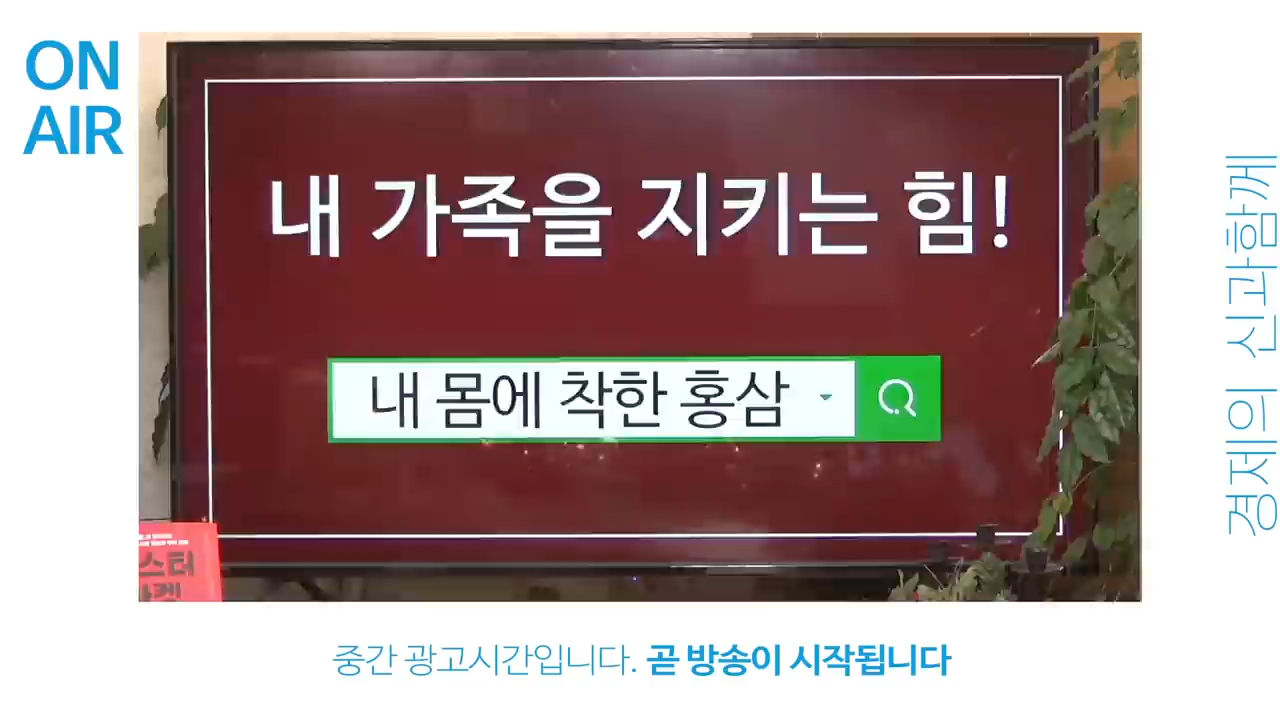 ON
AIR
내 가족을 지키는 힘!
내 몸에 착한 홍삼
스터
경제의 신과함께
중간 광고시간입니다. 곧 방송이 시작됩니다